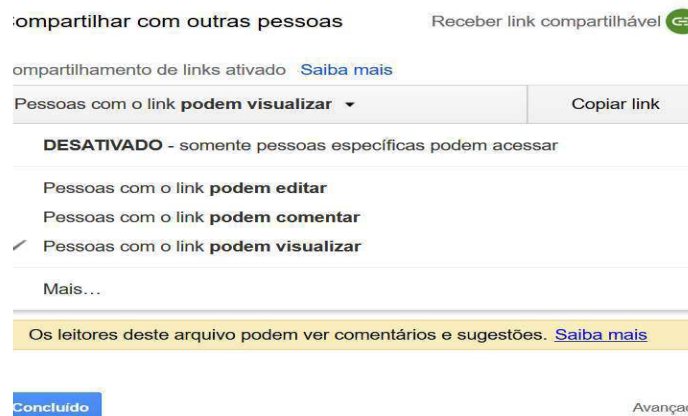 ompartilhar com outras pessoas Receber link compartilhável
ompartilhamento de links ativado Saiba mais
Pessoas com o link podem visualizar Copiar link
DESATIVADO - somente pessoas específicas podem acessar
Pessoas com o link podem editar
Pessoas com o link podem comentar
Pessoas com o link podem visualizar
Mais...
Os leitores deste arquivo podem ver comentários e sugestões. Saiba mais
Concluído Avança